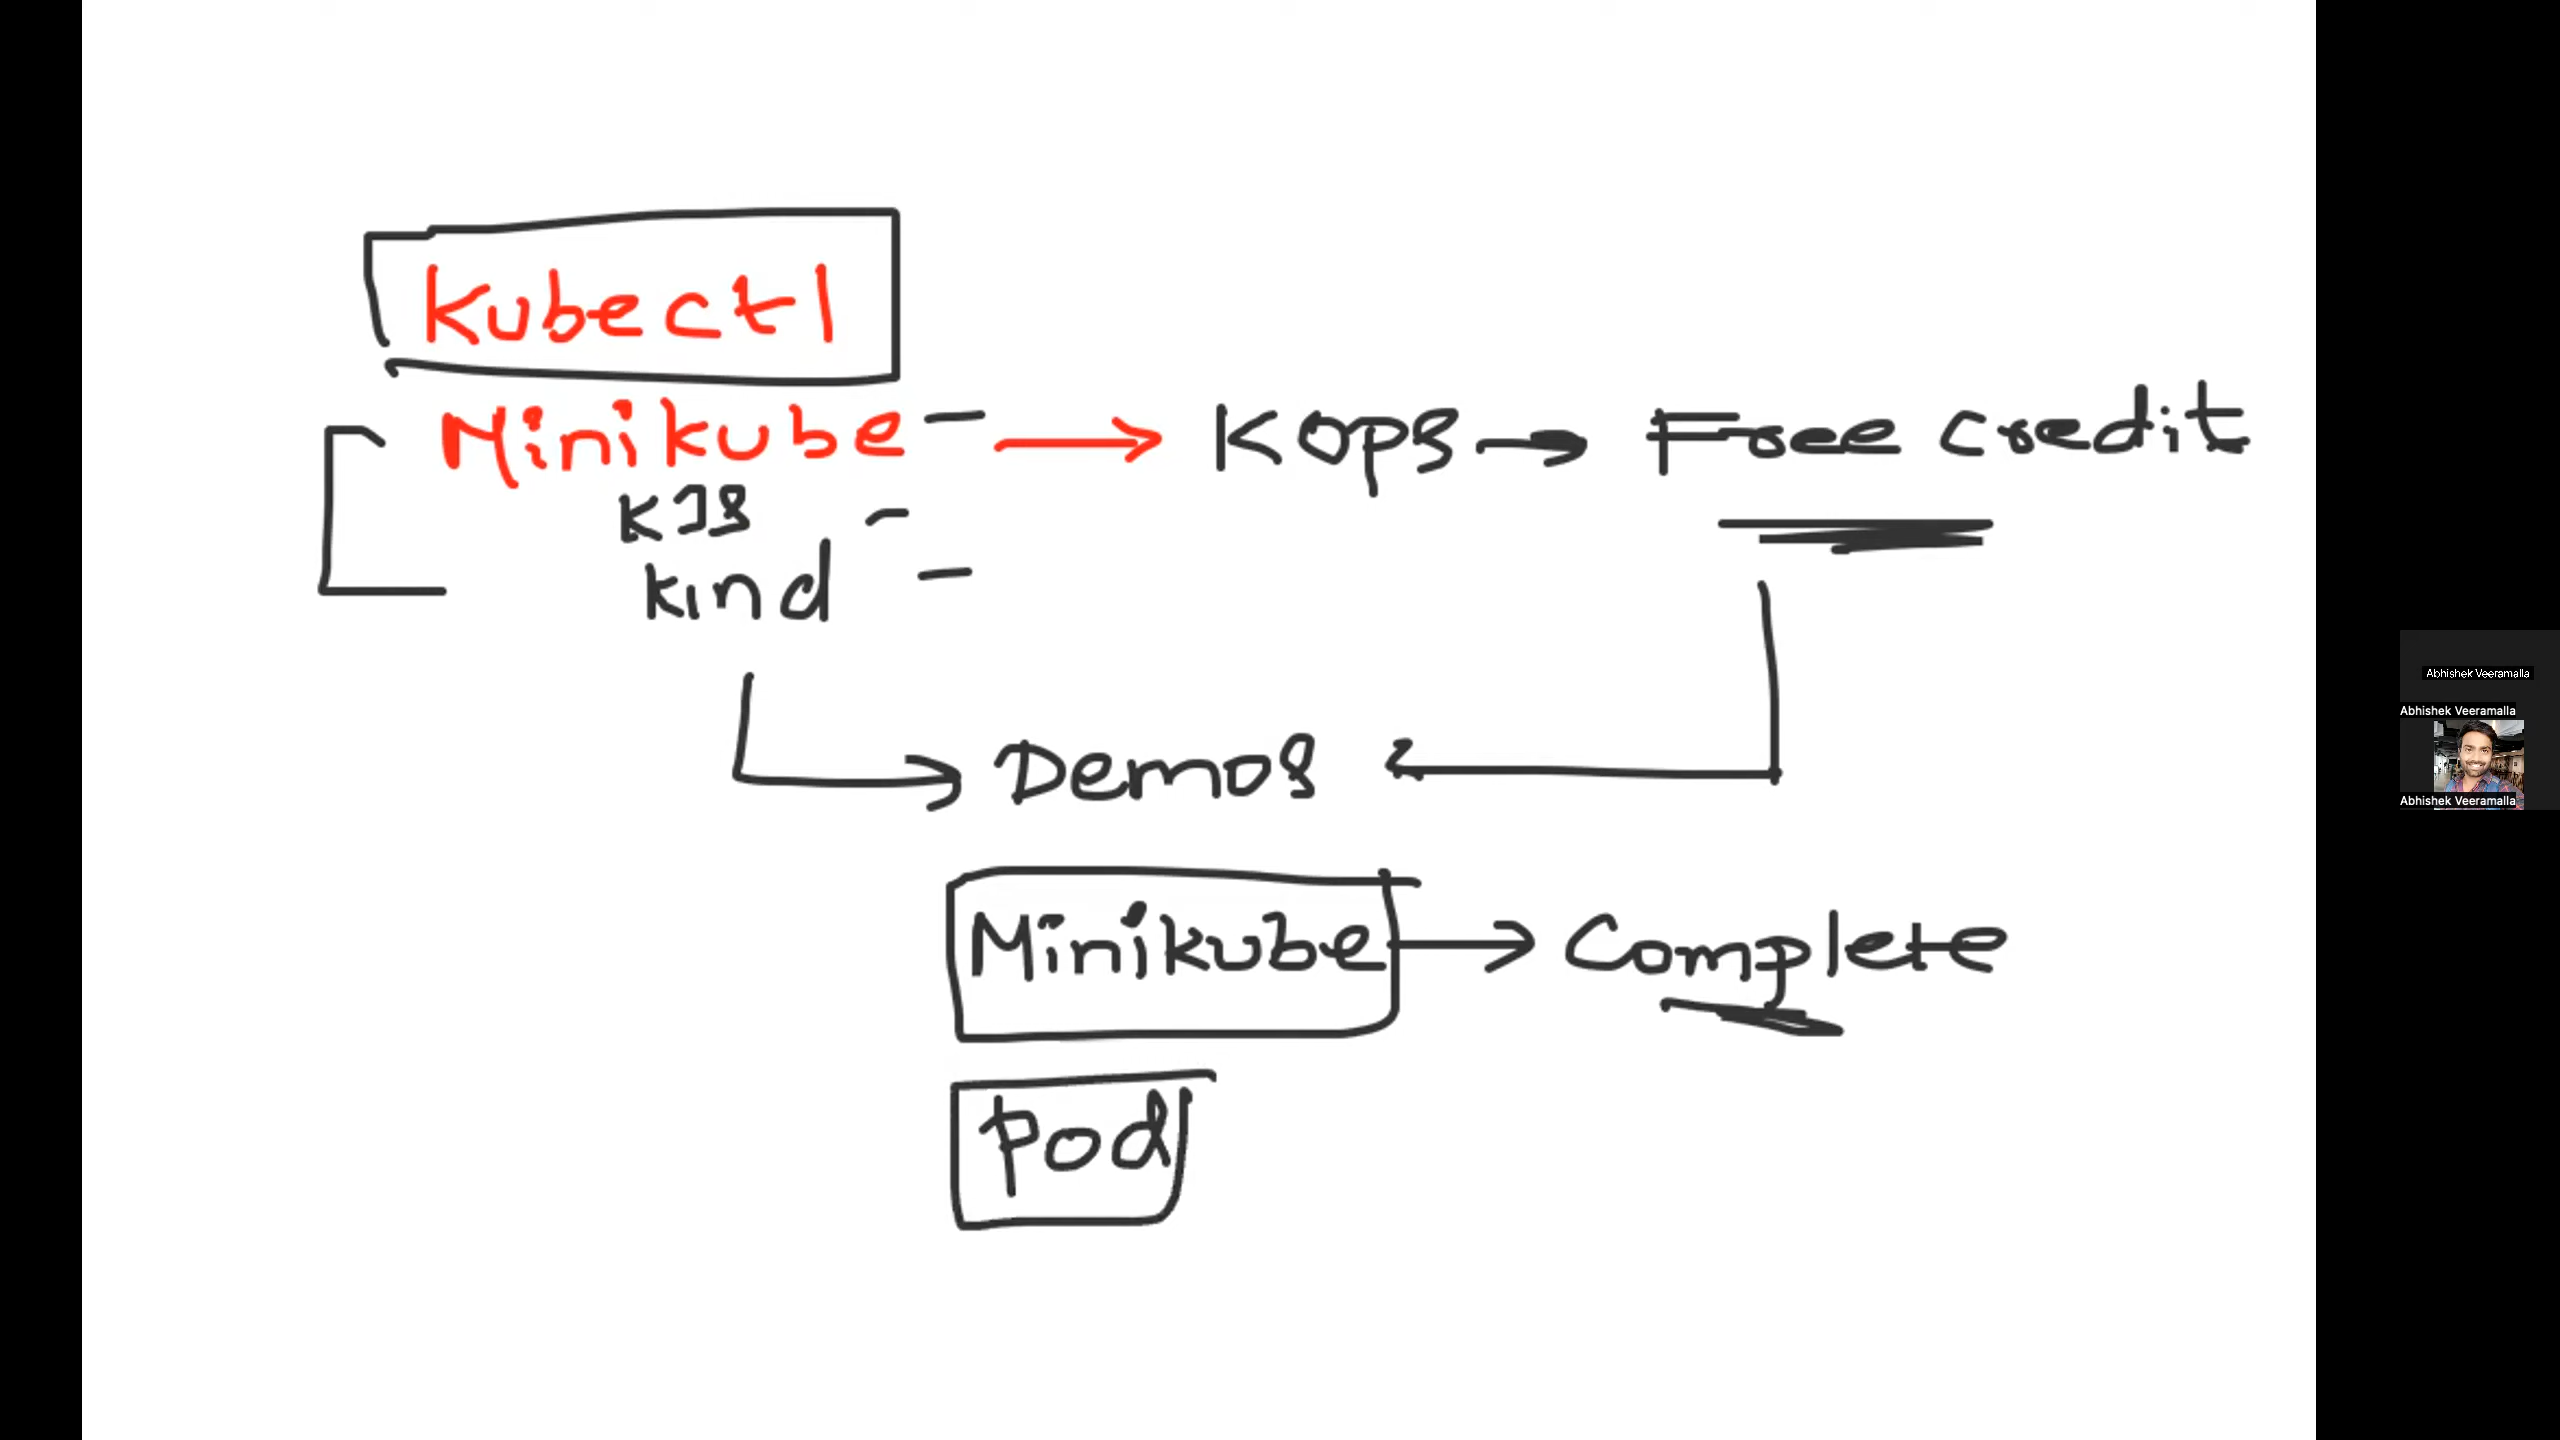 Kubectl
Minikube - → Kops → Free credit
K3s -
kind -
Demos
Minikube → Complete
Pod
Abhishek Veeramalla
Abhishek Veeramalla
Abhishek Veeramalla